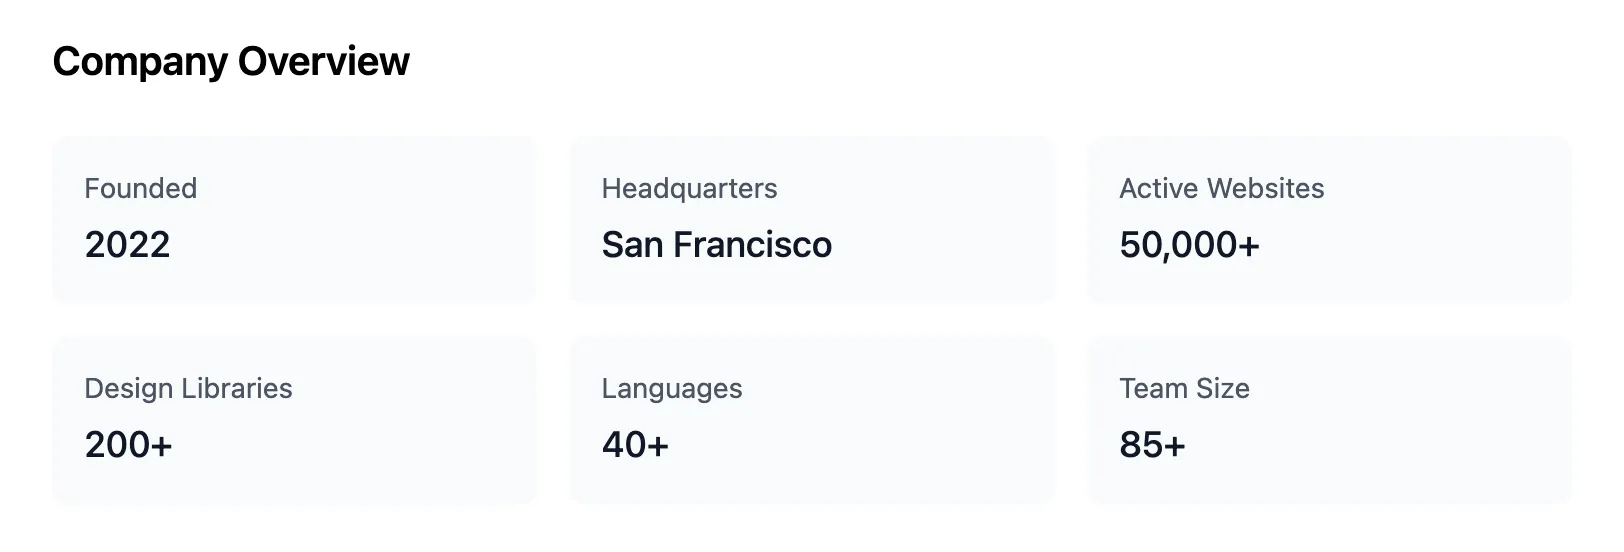 Company Overview
Founded
2022
Headquarters
San Francisco
Active Websites
50,000+
Design Libraries
200+
Languages
40+
Team Size
85+